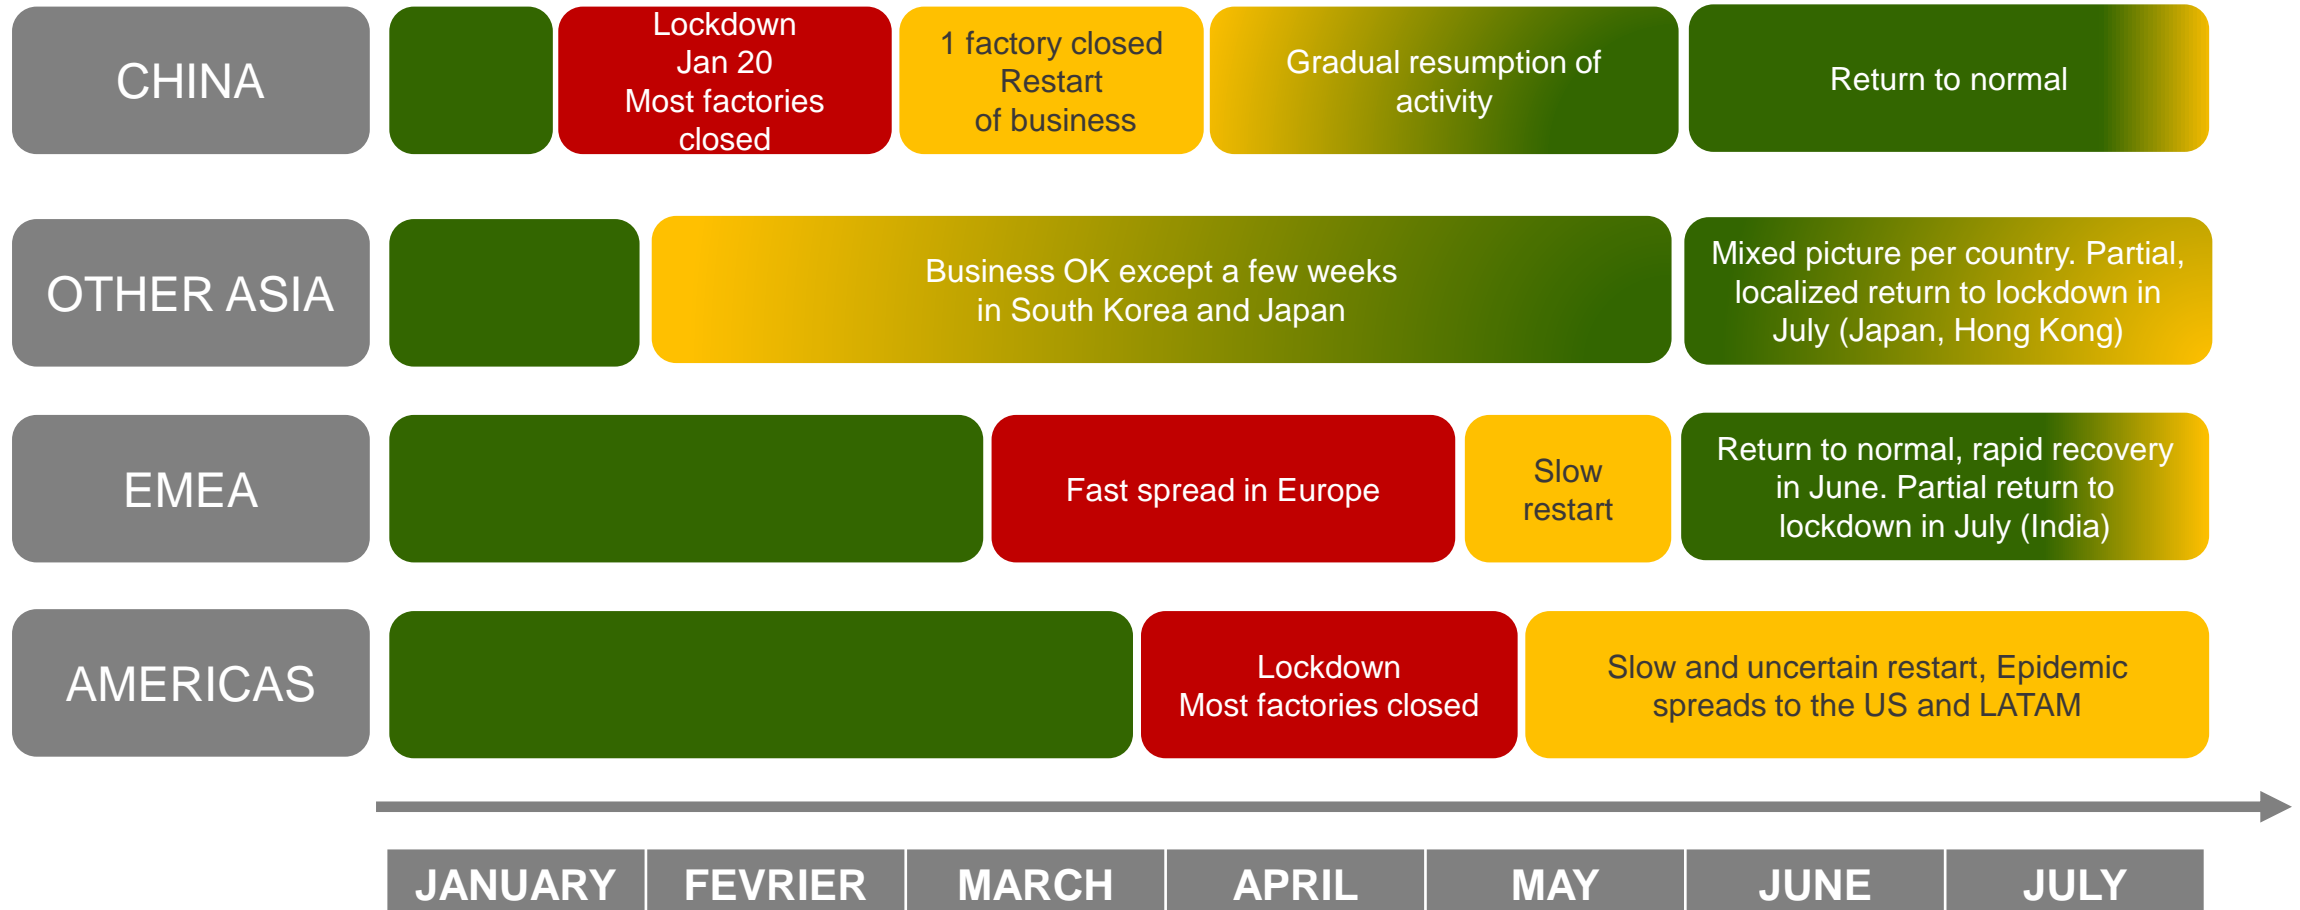 CHINA
Lockdown
Jan 20
Most factories
closed
1 factory closed
Restart
of business
Gradual resumption of
activity
Return to normal
OTHER ASIA
Business OK except a few weeks
in South Korea and Japan
Mixed picture per country. Partial,
localized return to lockdown in
July (Japan, Hong Kong)
EMEA
Fast spread in Europe
Slow
restart
Return to normal, rapid recovery
in June. Partial return to
lockdown in July (India)
AMERICAS
Lockdown
Most factories closed
Slow and uncertain restart, Epidemic
spreads to the US and LATAM
JANUARY
FEVRIER
MARCH
APRIL
MAY
JUNE
JULY